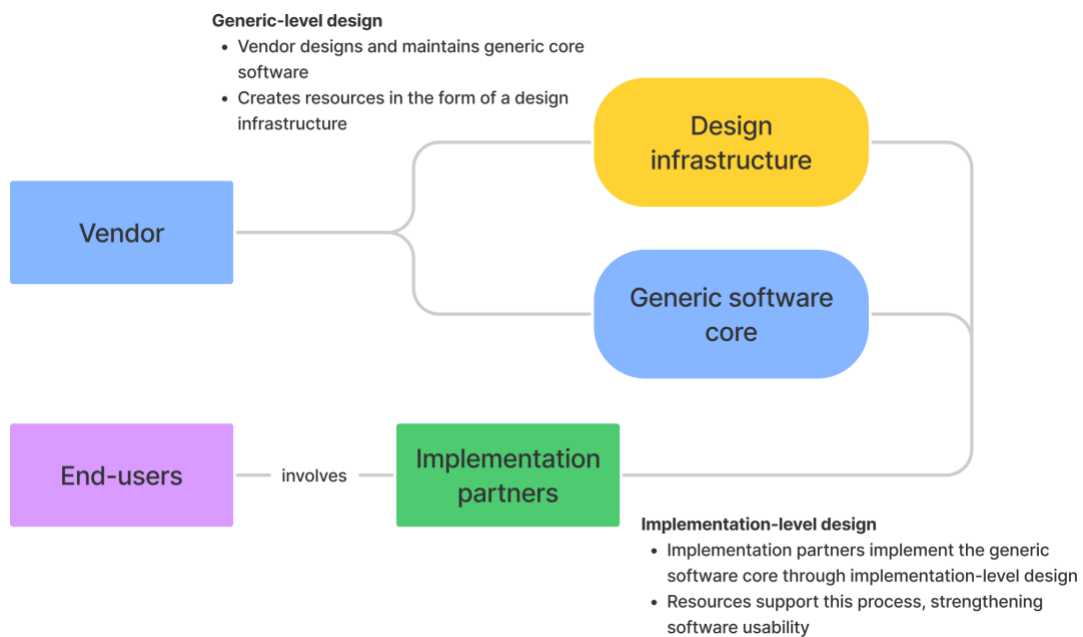 Generic-level design
• Vendor designs and maintains generic core
software
• Creates resources in the form of a design
infrastructure
Design
infrastructure
Vendor
Generic software
core
End-users
involves
Implementation
partners
Implementation-level design
• Implementation partners implement the generic
software core through implementation-level design
• Resources support this process, strengthening
software usability